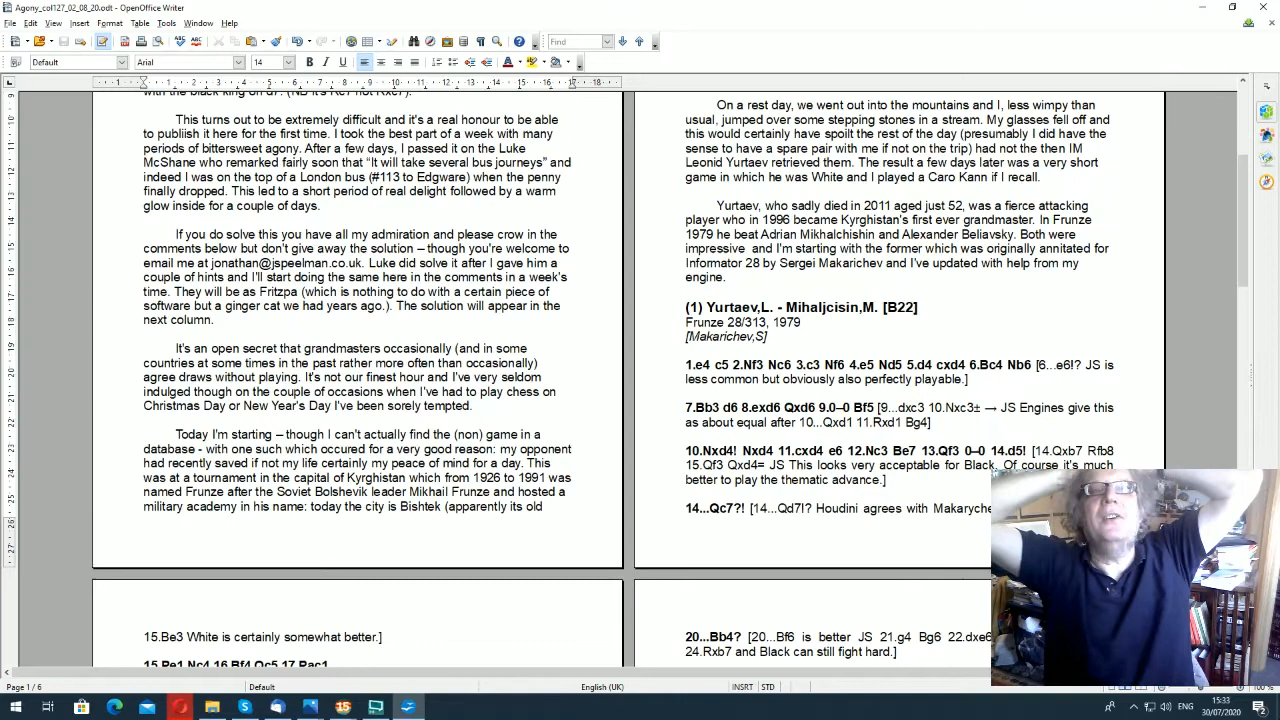 Agony_col127_02_08_20.odt - OpenOffice Writer
File Edit View Insert Format Table Tools Window Help
Find
Default Arial 14
This turns out to be extremely difficult and it's a real honour to be able
to publish it here for the first time. I took the best part of a week with many
periods of bittersweet agony. After a few days, I passed it on the Luke
McShane who remarked fairly soon that “It will take several bus journeys” and
indeed I was on the top of a London bus (#113 to Edgware) when the penny
finally dropped. This led to a short period of real delight followed by a warm
glow inside for a couple of days.
If you do solve this you have all my admiration and please crow in the
comments below but don't give away the solution – though you're welcome to
email me at jonathan@jspeelman.co.uk. Luke did solve it after I gave him a
couple of hints and I'll start doing the same here in the comments in a week's
time. They will be as Fritzpa (which is nothing to do with a certain piece of
software but a ginger cat we had years ago.). The solution will appear in the
next column.
It's an open secret that grandmasters occasionally (and in some
countries at some times in the past rather more often than occasionally)
agree draws without playing. It's not our finest hour and I've very seldom
indulged though on the couple of occasions when I've had to play chess on
Christmas Day or New Year's Day I've been sorely tempted.
Today I'm starting – though I can't actually find the (non) game in a
database - with one such which occured for a very good reason: my opponent
had recently saved if not my life certainly my peace of mind for a day. This
was at a tournament in the capital of Kyrghistan which from 1926 to 1991 was
named Frunze after the Soviet Bolshevik leader Mikhail Frunze and hosted a
military academy in his name: today the city is Bishtek (apparently its old
On a rest day, we went out into the mountains and I, less wimpy than
usual, jumped over some stepping stones in a stream. My glasses fell off and
this would certainly have spoilt the rest of the day (presumably I did have the
sense to have a spare pair with me if not on the trip) had not the then IM
Leonid Yurtaev retrieved them. The result a few days later was a very short
game in which he was White and I played a Caro Kann if I recall.
Yurtaev, who sadly died in 2011 aged just 52, was a fierce attacking
player who in 1996 became Kyrghistan's first ever grandmaster. In Frunze
1979 he beat Adrian Mikhalchishin and Alexander Beliavsky. Both were
impressive and I'm starting with the former which was originally annitated for
Informator 28 by Sergei Makarichev and I've updated with help from my
engine.
(1) Yurtaev,L. - Mihaljcisin,M. [B22]
Frunze 28/313, 1979
[Makarichev,S]
1.e4 c5 2.Nf3 Nc6 3.c3 Nf6 4.e5 Nd5 5.d4 cxd4 6.Bc4 Nb6 [6...e6!? JS is
less common but obviously also perfectly playable.]
7.Bb3 d6 8.exd6 Qxd6 9.0–0 Bf5 [9...dxc3 10.Nxc3± → JS Engines give this
as about equal after 10...Qxd1 11.Rxd1 Bg4]
10.Nxd4! Nxd4 11.cxd4 e6 12.Nc3 Be7 13.Qf3 0–0 14.d5! [14.Qxb7 Rfb8
15.Qf3 Qxd4= JS This looks very acceptable for Black. Of course it's much
better to play the thematic advance.]
14...Qc7?! [14...Qd7!? Houdini agrees with Makaryche
15.Be3 White is certainly somewhat better.]
15.Re1 Nc4 16.Bf4 Qc5 17.Rac1
20...Bb4? [20...Bf6 is better JS 21.g4 Bg6 22.dxe6
24.Rxb7 and Black can still fight hard.]
Page 1 / 6 Default English (UK) INSRT STD 100 %
ENG 15:33
30/07/2020